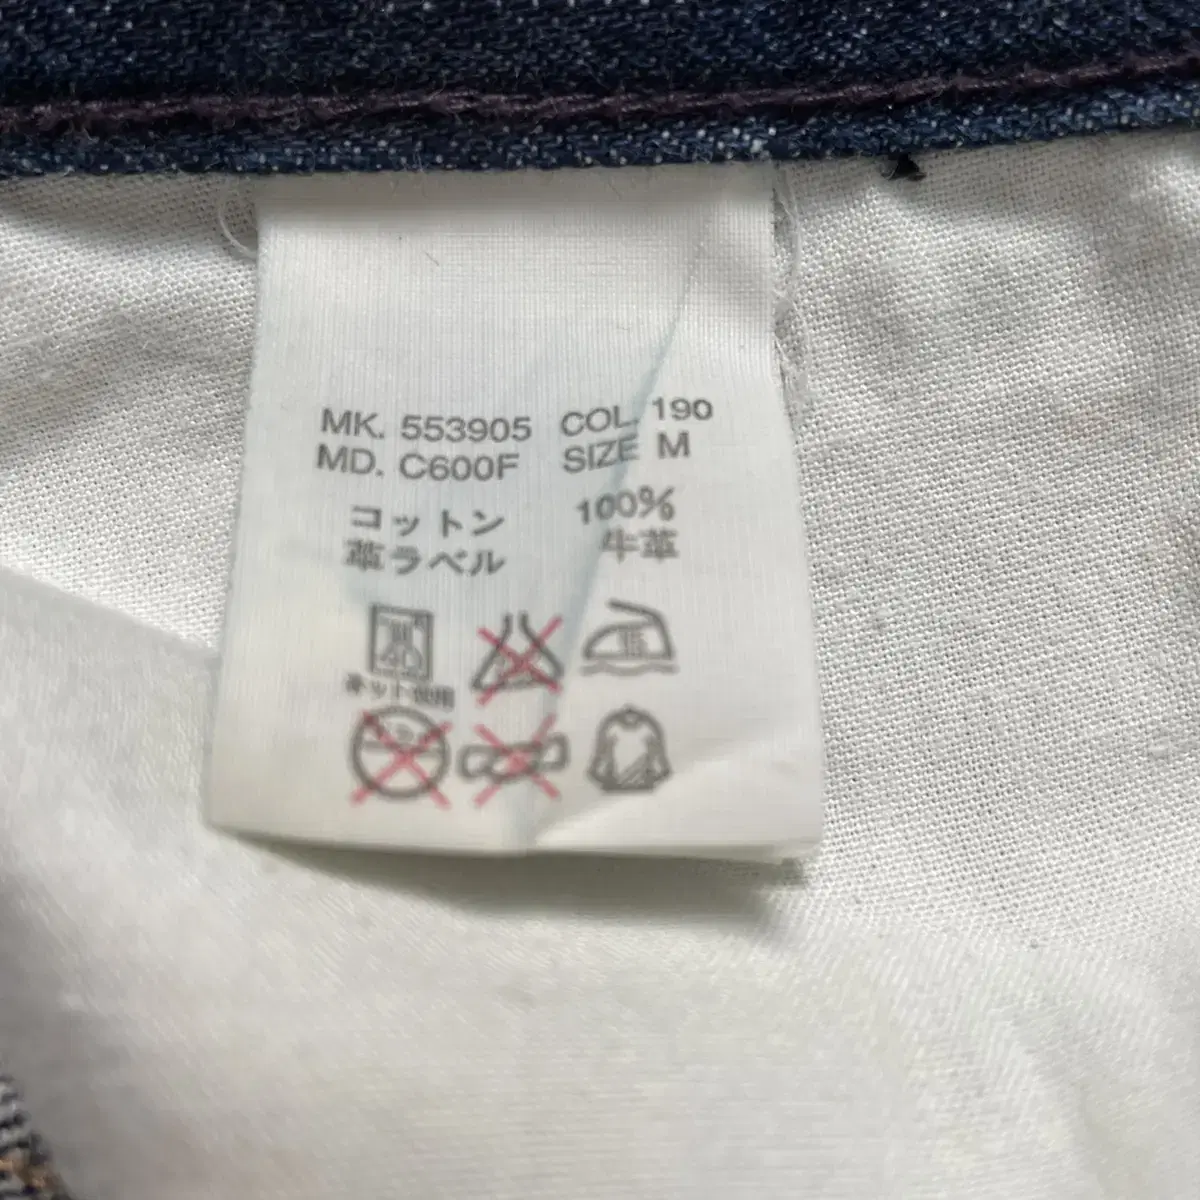 MK. 553905 COL. 190
MD. C600F SIZE M
コットン 100%
革ラベル 牛革
40
ネット使用